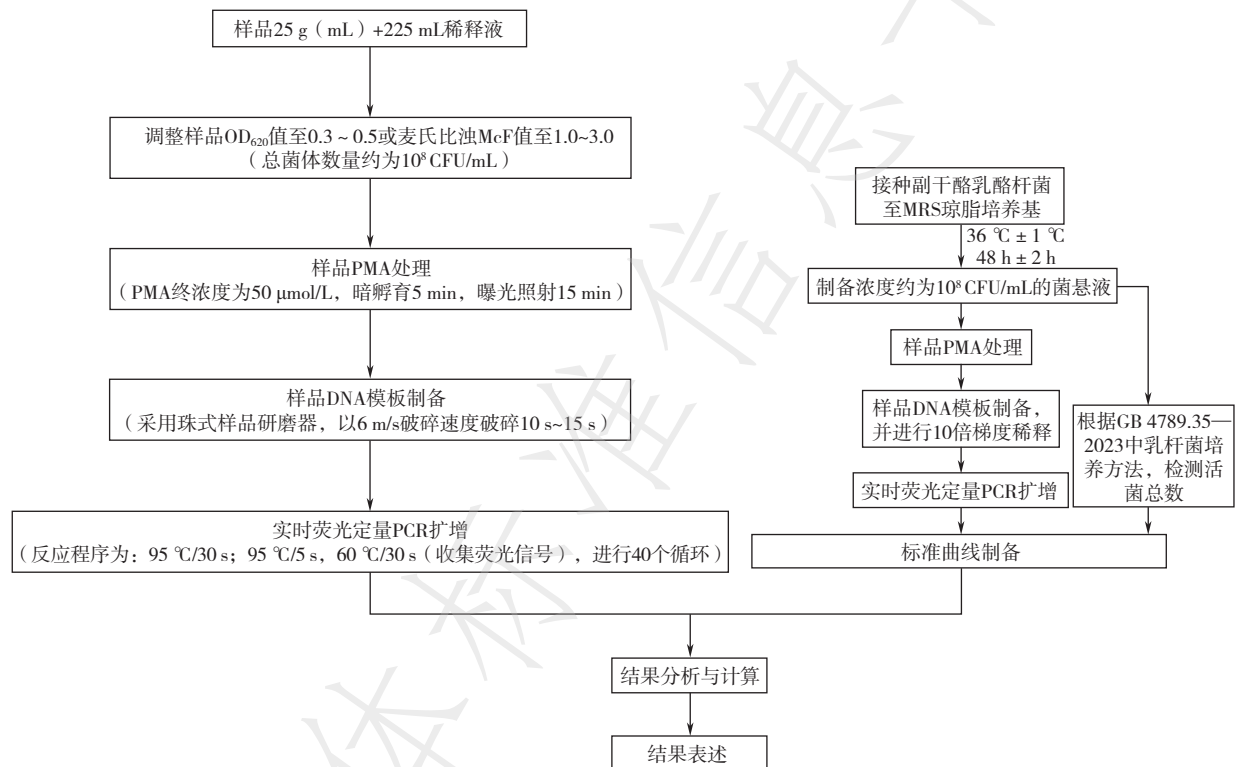 样品25 g（mL）+225 mL稀释液
调整样品OD₆₂₀值至0.3～0.5或麦氏比浊McF值至1.0~3.0
（总菌体数量约为10⁸ CFU/mL）
样品PMA处理
（PMA终浓度为50 μmol/L，暗孵育5 min，曝光照射15 min）
样品DNA模板制备
（采用珠式样品研磨器，以6 m/s破碎速度破碎10 s~15 s）
实时荧光定量PCR扩增
（反应程序为：95 ℃/30 s；95 ℃/5 s，60 ℃/30 s（收集荧光信号），进行40个循环）
接种副干酪乳酪杆菌
至MRS琼脂培养基
36 ℃ ± 1 ℃
48 h ± 2 h
制备浓度约为10⁸ CFU/mL的菌悬液
样品PMA处理
样品DNA模板制备，
并进行10倍梯度稀释
实时荧光定量PCR扩增
根据GB 4789.35—
2023中乳杆菌培
养方法，检测活
菌总数
标准曲线制备
结果分析与计算
结果表述
体标准信息